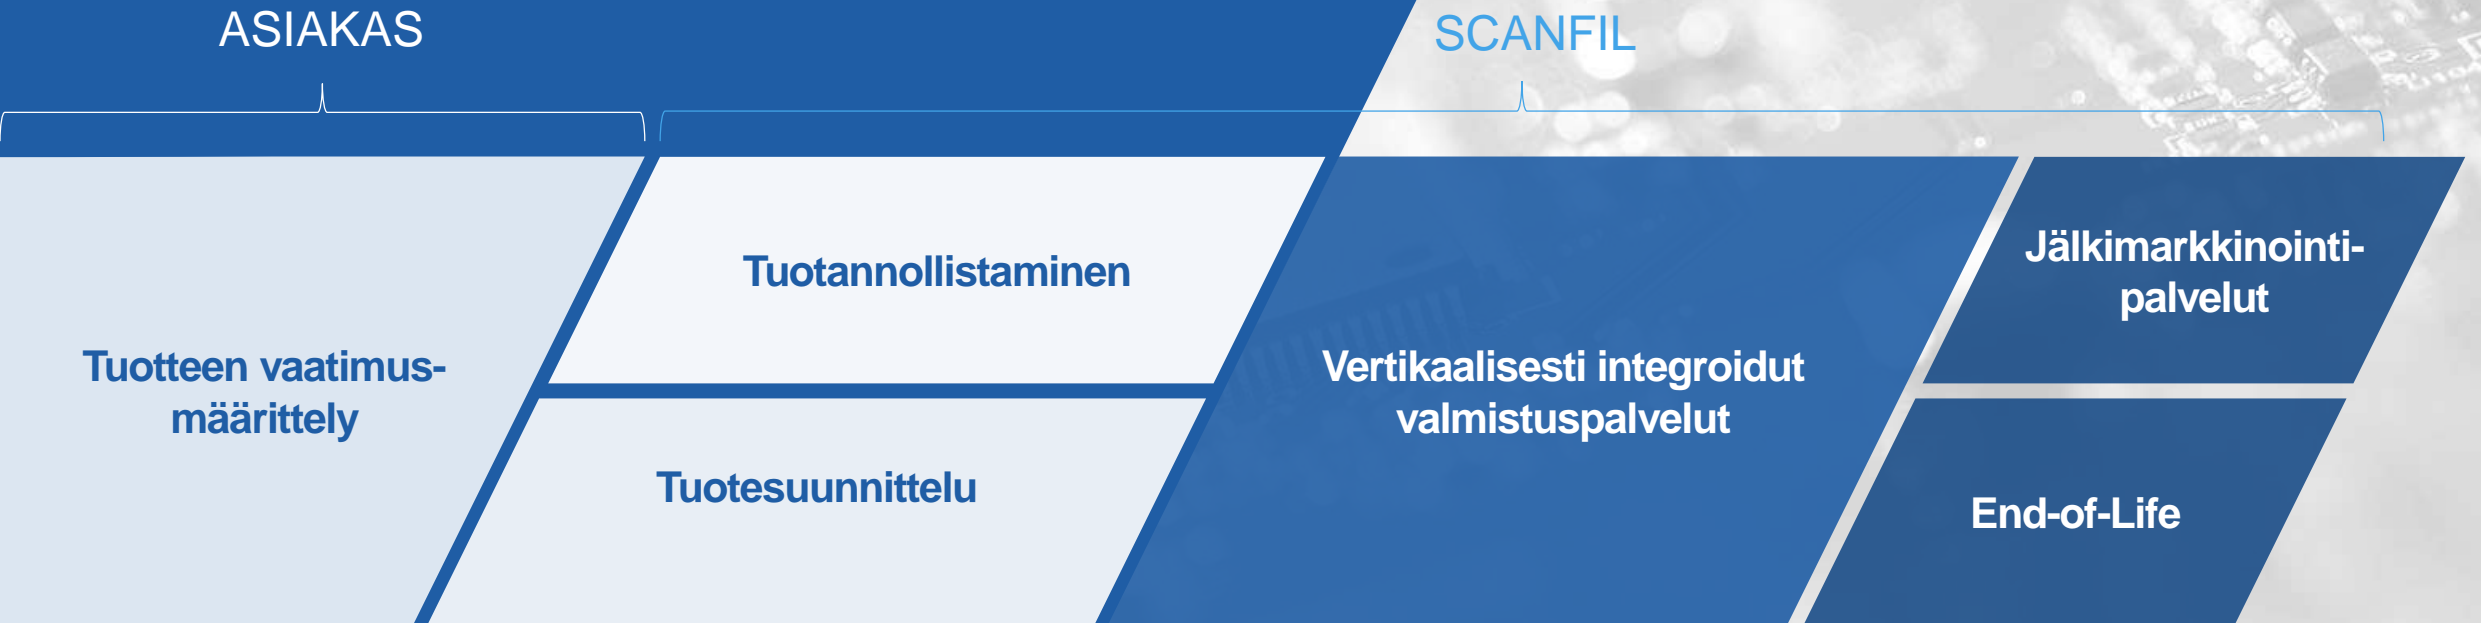 ASIAKAS
SCANFIL
Tuotteen vaatimus-
määrittely
Tuotannollistaminen
Tuotesuunnittelu
Vertikaalisesti integroidut
valmistuspalvelut
Jälkimarkkinointi-
palvelut
End-of-Life